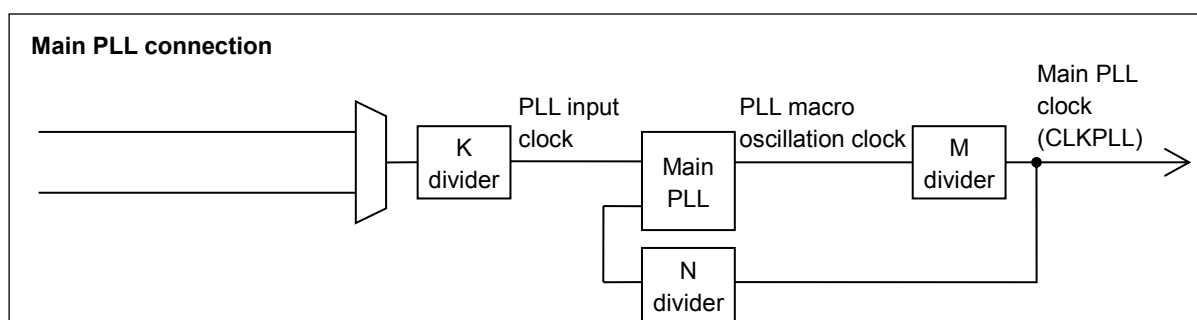 Main PLL connection
K
divider
PLL input
clock
Main
PLL
PLL macro
oscillation clock
M
divider
Main PLL
clock
(CLKPLL)
N
divider